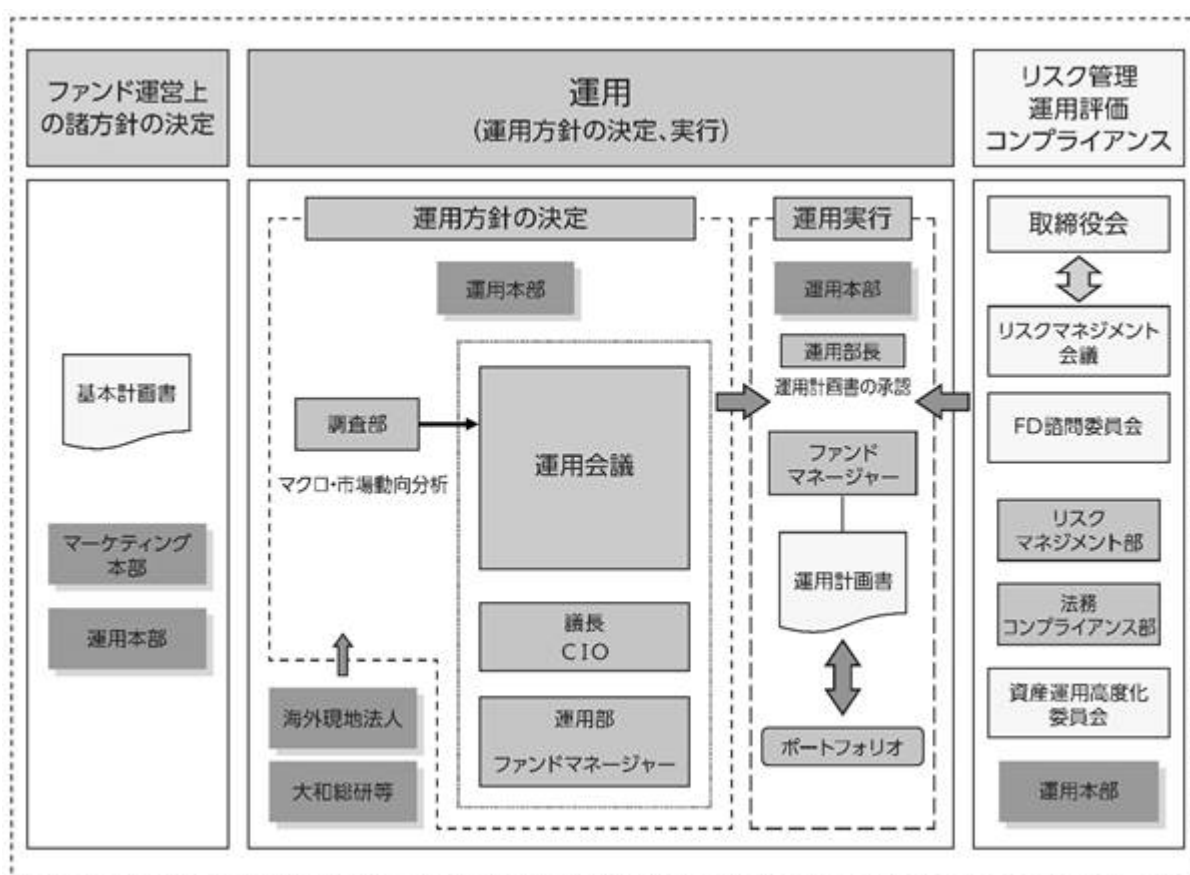 ファンド運営上
の諸方針の決定
運用
(運用方針の決定、実行)
リスク管理
運用評価
コンプライアンス
基本計画書
マーケティング
本部
運用本部
運用方針の決定
運用本部
調査部
マクロ・市場動向分析
運用会議
議長
CIO
運用部
ファンドマネージャー
海外現地法人
大和総研等
運用実行
運用本部
運用部長
運用計画書の承認
ファンド
マネージャー
運用計画書
ポートフォリオ
取締役会
リスクマネジメント
会議
FD諮問委員会
リスク
マネジメント部
法務
コンプライアンス部
資産運用高度化
委員会
運用本部